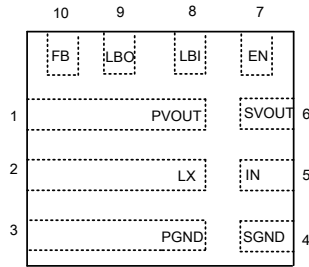 10 9 8 7
FB LBO LBI EN
1 PVOUT SVOUT 6
2 LX IN 5
3 PGND SGND 4